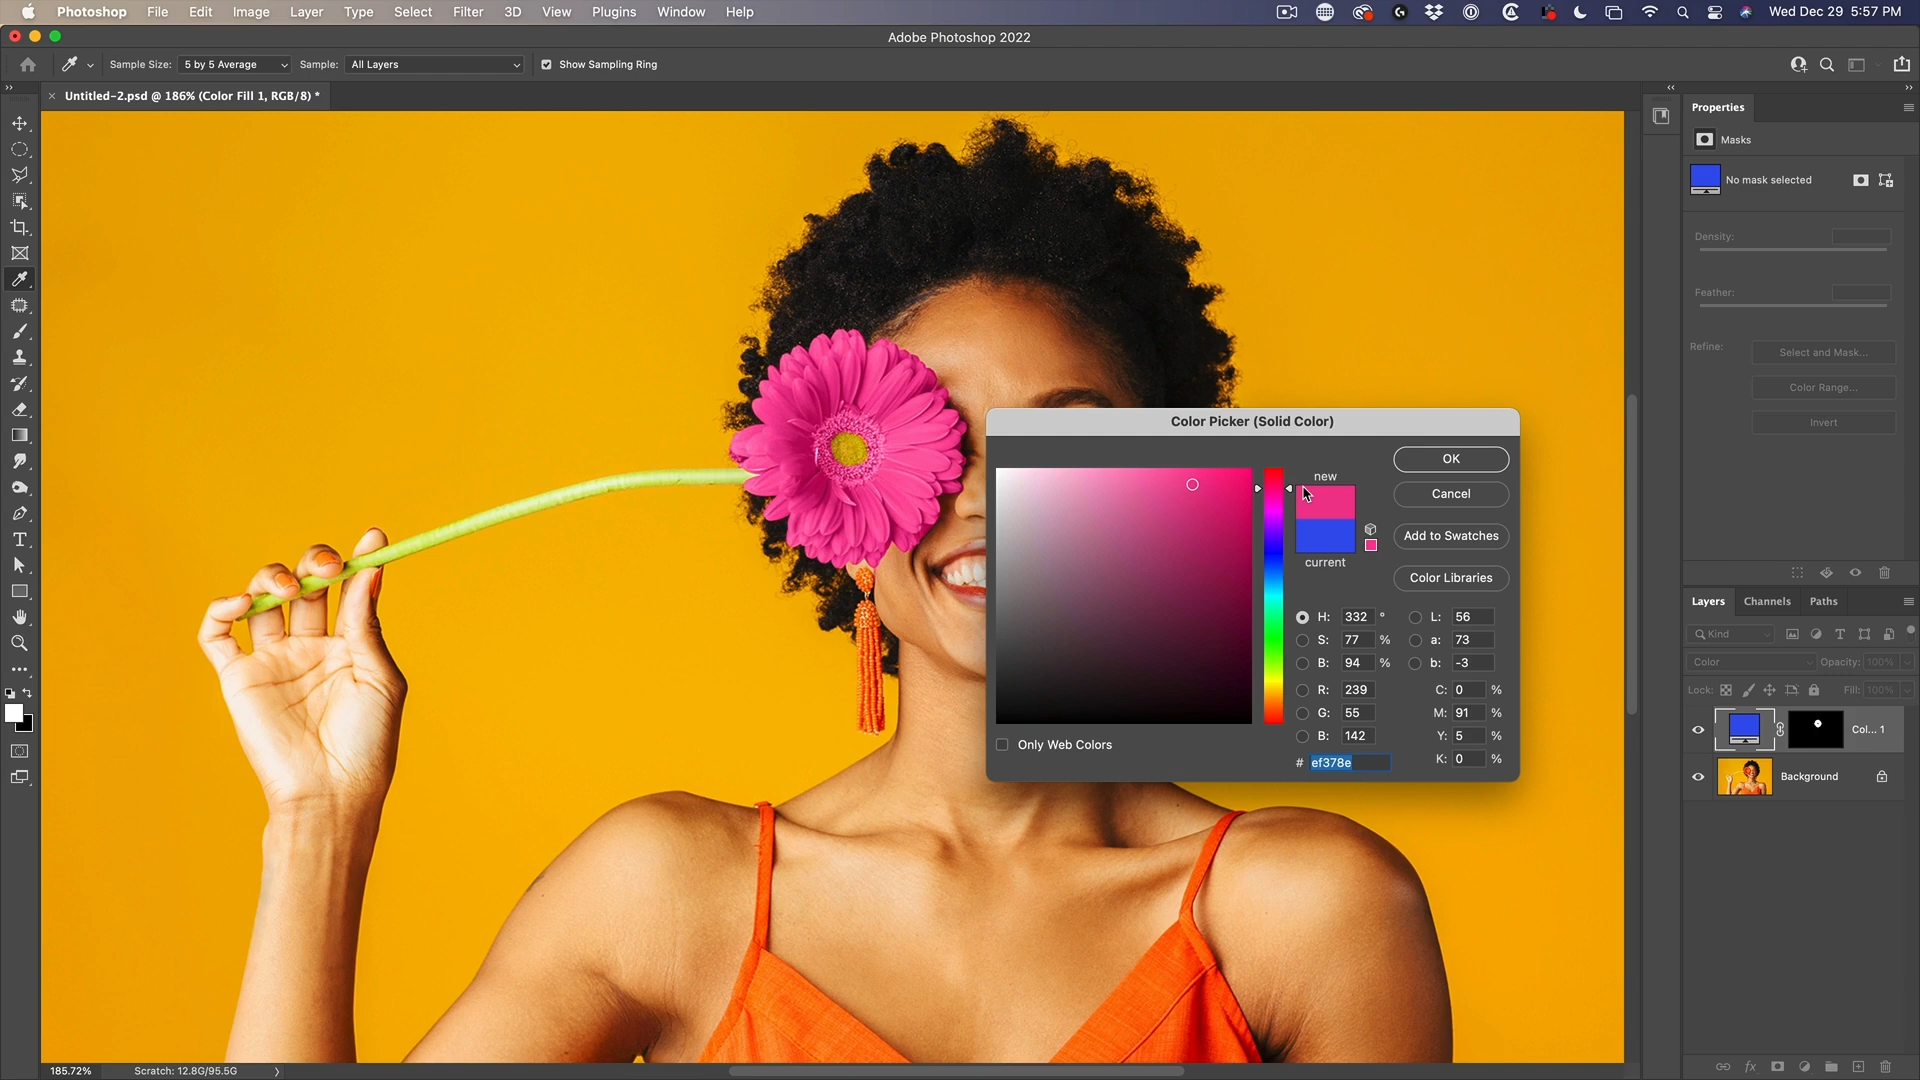 Photoshop File Edit Image Layer Type Select Filter 3D View Plugins Window Help Wed Dec 29 5:57 PM
Adobe Photoshop 2022
Sample Size: 5 by 5 Average Sample: All Layers Show Sampling Ring
Untitled-2.psd @ 186% (Color Fill 1, RGB/8) *
Properties
Masks
No mask selected
Density:
Feather:
Refine:
Select and Mask...
Color Range...
Invert
Color Picker (Solid Color)
new
current
OK
Cancel
Add to Swatches
Color Libraries
H: 332 ° L: 56
S: 77 % a: 73
B: 94 % b: -3
R: 239 C: 0 %
G: 55 M: 91 %
B: 142 Y: 5 %
# ef378e K: 0 %
Only Web Colors
Layers Channels Paths
Kind
Color Opacity: 100%
Lock: Fill: 100%
Col... 1
Background
185.72% Scratch: 12.8G/95.5G